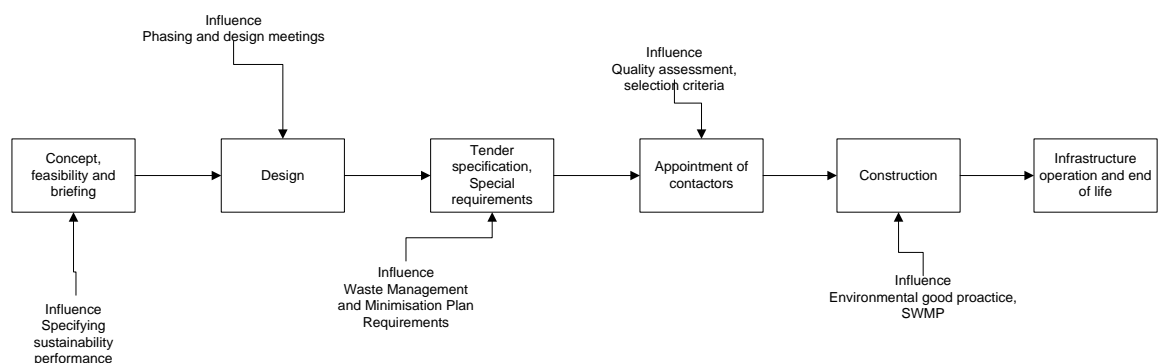 Influence
Phasing and design meetings
Influence
Quality assessment,
selection criteria
Concept,
feasibility and
briefing
Design
Tender
specification,
Special
requirements
Appointment of
contactors
Construction
Infrastructure
operation and end
of life
Influence
Specifying
sustainability
performance
Influence
Waste Management
and Minimisation Plan
Requirements
Influence
Environmental good proactice,
SWMP